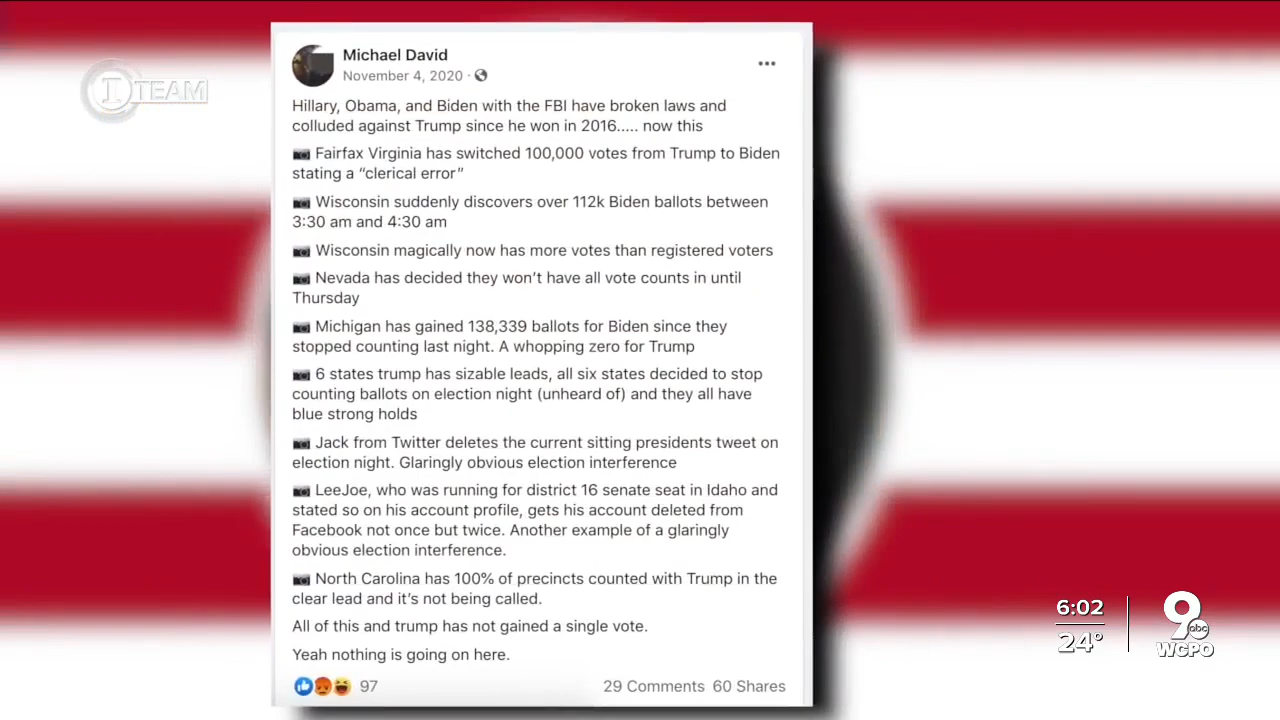 Michael David
November 4, 2020 ·
I TEAM
Hillary, Obama, and Biden with the FBI have broken laws and
colluded against Trump since he won in 2016..... now this
Fairfax Virginia has switched 100,000 votes from Trump to Biden
stating a “clerical error”
Wisconsin suddenly discovers over 112k Biden ballots between
3:30 am and 4:30 am
Wisconsin magically now has more votes than registered voters
Nevada has decided they won’t have all vote counts in until
Thursday
Michigan has gained 138,339 ballots for Biden since they
stopped counting last night. A whopping zero for Trump
6 states trump has sizable leads, all six states decided to stop
counting ballots on election night (unheard of) and they all have
blue strong holds
Jack from Twitter deletes the current sitting presidents tweet on
election night. Glaringly obvious election interference
LeeJoe, who was running for district 16 senate seat in Idaho and
stated so on his account profile, gets his account deleted from
Facebook not once but twice. Another example of a glaringly
obvious election interference.
North Carolina has 100% of precincts counted with Trump in the
clear lead and it’s not being called.
All of this and trump has not gained a single vote.
Yeah nothing is going on here.
97
29 Comments 60 Shares
6:02
24°
9
abc
WCPO